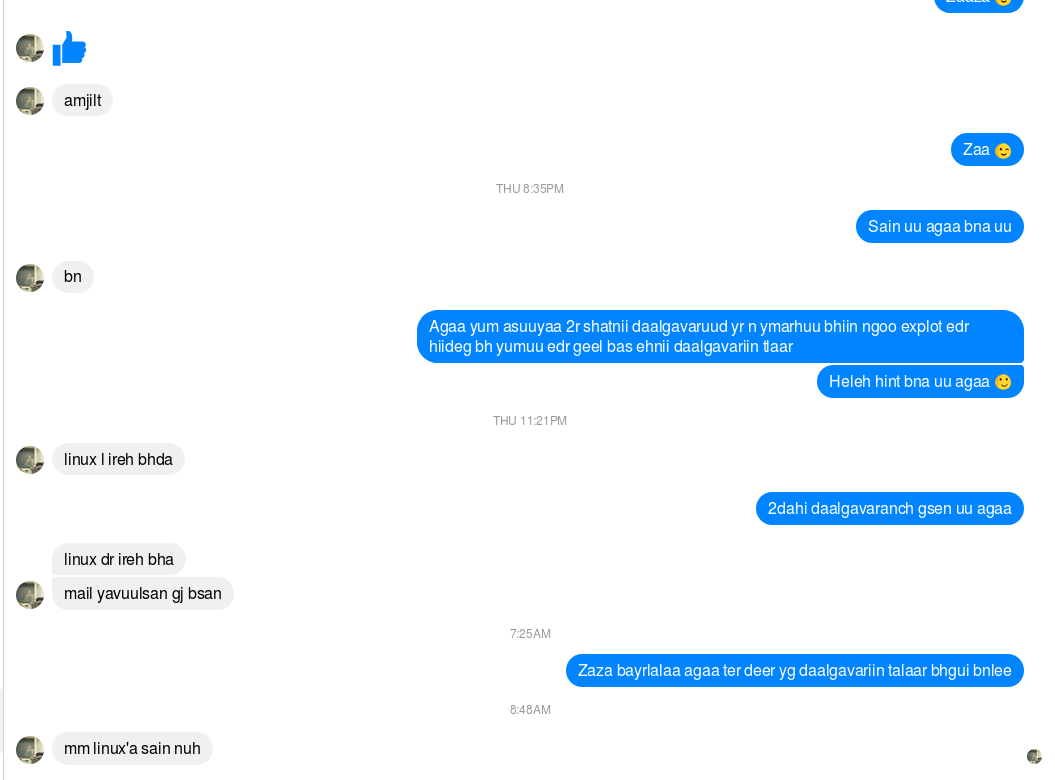 Zaaza 😉
amjilt
Zaa 😉
THU 8:35PM
Sain uu agaa bna uu
bn
Agaa yum asuuyaa 2r shatnii daalgavaruud yr n ymarhuu bhiin ngoo explot edr
hiideg bh yumuu edr geel bas ehnii daalgavariin tlaar
Heleh hint bna uu agaa 🙂
THU 11:21PM
linux l ireh bhda
2dahi daalgavaranch gsen uu agaa
linux dr ireh bha
mail yavuulsan gj bsan
7:25AM
Zaza bayrlalaa agaa ter deer yg daalgavariin talaar bhgui bnlee
8:48AM
mm linux'a sain nuh